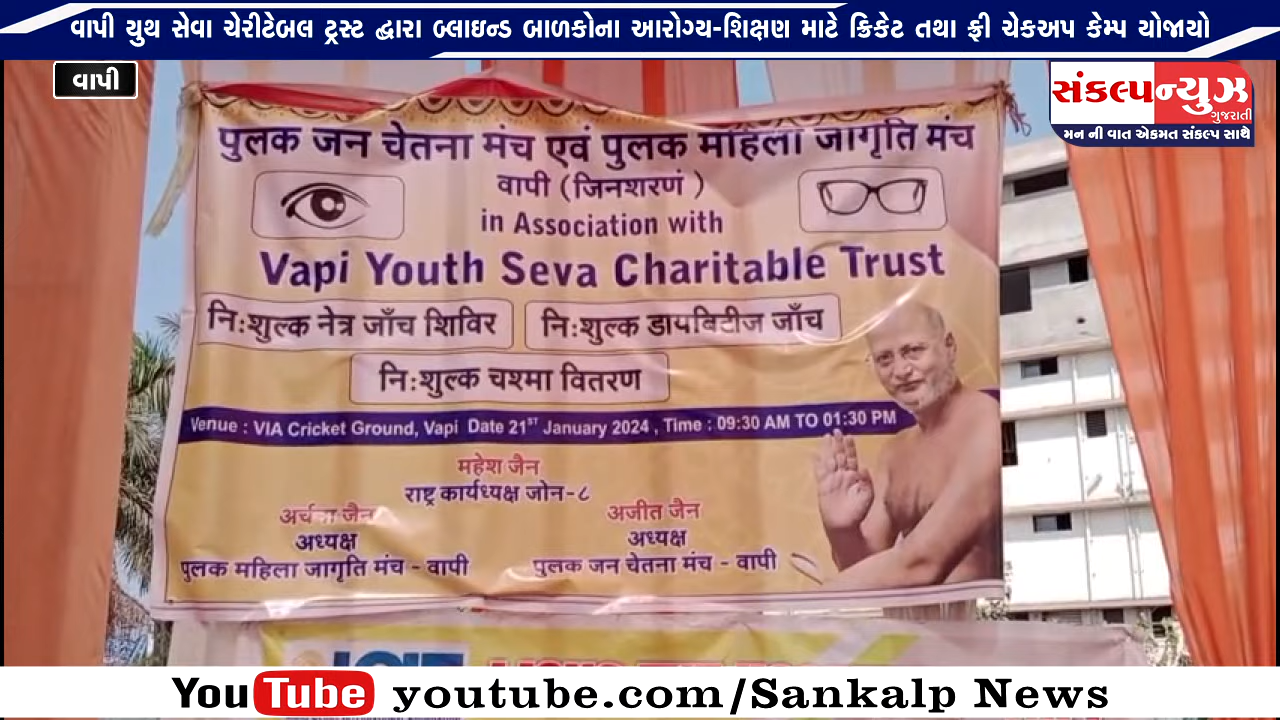 વાપી યુથ સેવા ચેરીટેબલ ટ્રસ્ટ દ્વારા બ્લાઇન્ડ બાળકોના આરોગ્ય-શિક્ષણ માટે ક્રિકેટ તથા ફ્રી ચેકઅપ કેમ્પ યોજાયો
વાપી
સંકલ્પ ન્યુઝ
ગુજરાતી
મન ની વાત એકમત સંકલ્પ સાથે
पुलक जन चेतना मंच एवं पुलक महिला जागृति मंच
वापी (जिनशरणं)
in Association with
Vapi Youth Seva Charitable Trust
नि:शुल्क नेत्र जाँच शिविर नि:शुल्क डायबिटीज जाँच
नि:शुल्क चश्मा वितरण
Venue : VIA Cricket Ground, Vapi Date 21ST January 2024 , Time : 09:30 AM TO 01:30 PM
महेश जैन
राष्ट्र कार्यध्यक्ष जोन-८
अर्चना जैन अजीत जैन
अध्यक्ष अध्यक्ष
पुलक महिला जागृति मंच - वापी पुलक जन चेतना मंच - वापी
YouTube youtube.com/Sankalp News